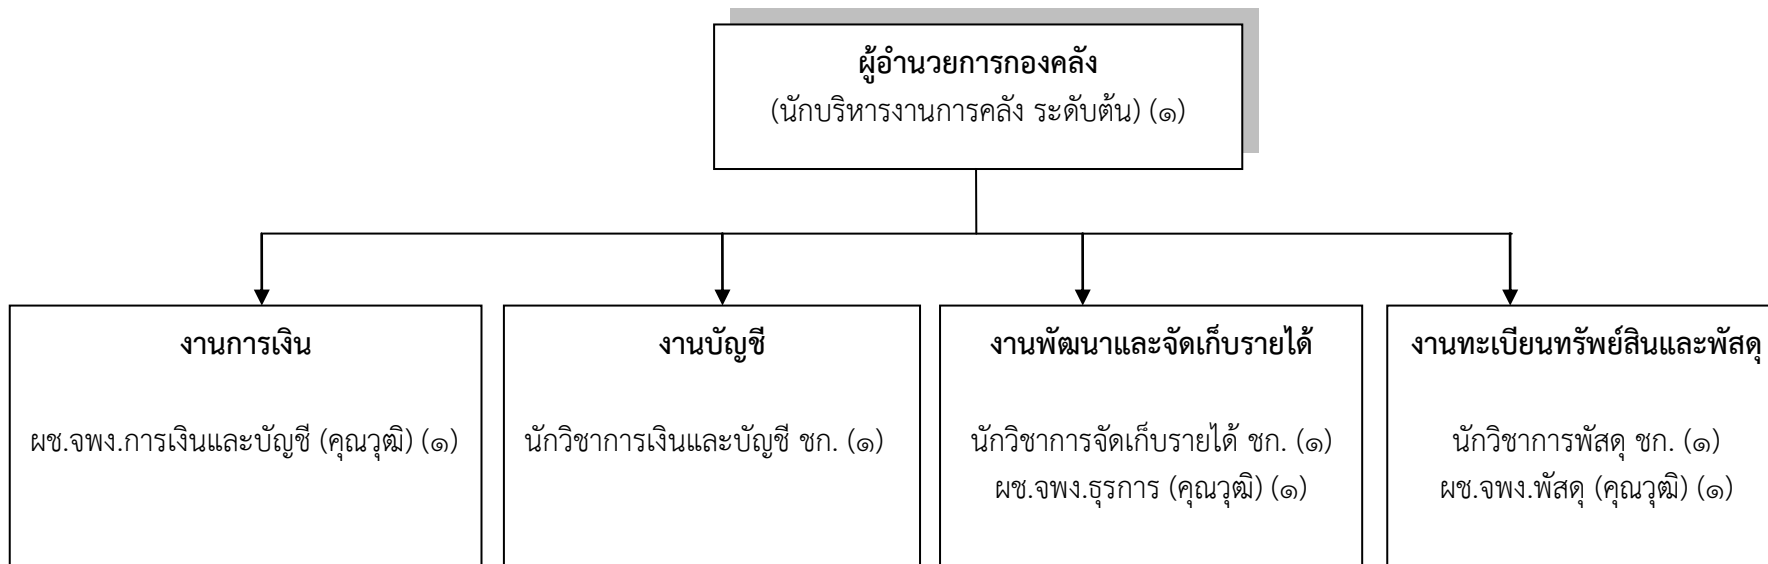 ผู้อำนวยการกองคลัง
(นักบริหารงานการคลัง ระดับต้น) (๑)
งานการเงิน
ผช.จพง.การเงินและบัญชี (คุณวุฒิ) (๑)
งานบัญชี
นักวิชาการเงินและบัญชี ชก. (๑)
งานพัฒนาและจัดเก็บรายได้
นักวิชาการจัดเก็บรายได้ ชก. (๑)
ผช.จพง.ธุรการ (คุณวุฒิ) (๑)
งานทะเบียนทรัพย์สินและพัสดุ
นักวิชาการพัสดุ ชก. (๑)
ผช.จพง.พัสดุ (คุณวุฒิ) (๑)